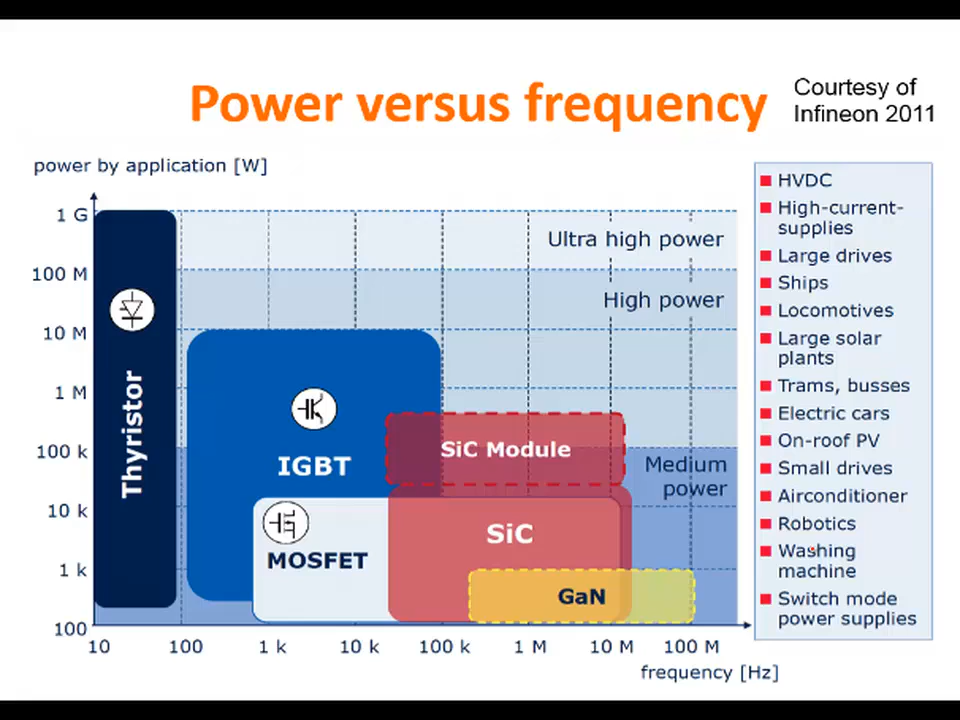 Power versus frequency
Courtesy of
Infineon 2011
power by application [W]
1 G
100 M
10 M
1 M
100 k
10 k
1 k
100
Ultra high power
High power
Medium
power
Thyristor
IGBT
MOSFET
SiC Module
SiC
GaN
10
100
1 k
10 k
100 k
1 M
10 M
100 M
frequency [Hz]
HVDC
High-current-
supplies
Large drives
Ships
Locomotives
Large solar
plants
Trams, busses
Electric cars
On-roof PV
Small drives
Airconditioner
Robotics
Washing
machine
Switch mode
power supplies